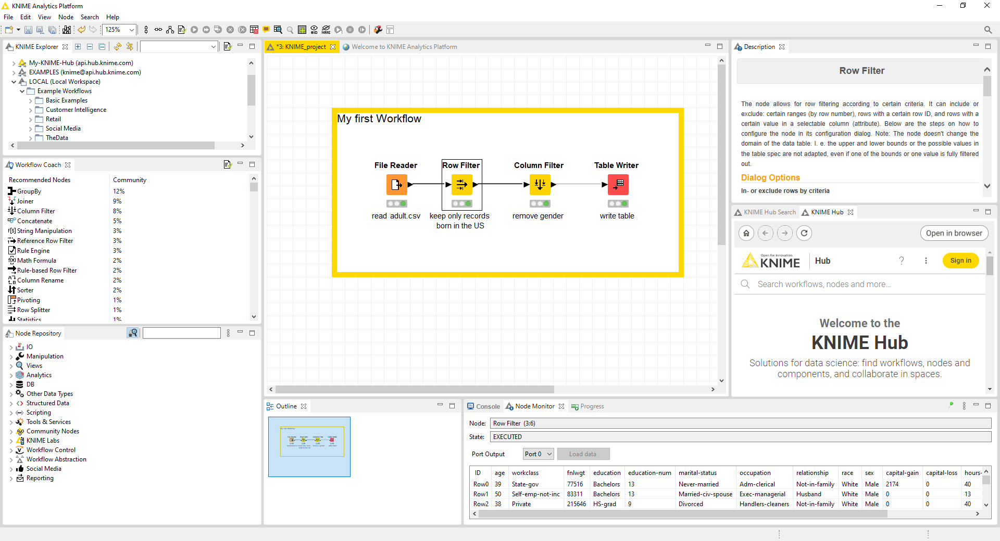 KNIME Analytics Platform
File Edit View Node Search Help
125%
#ID NAME
KNIME Explorer
My-KNIME-Hub (api.hub.knime.com)
EXAMPLES (knime@api.hub.knime.com)
LOCAL (Local Workspace)
Example Workflows
Basic Examples
Customer Intelligence
Retail
Social Media
TheData
Workflow Coach
Recommended Nodes Community
GroupBy 12%
Joiner 9%
Column Filter 8%
Concatenate 5%
String Manipulation 3%
Reference Row Filter 3%
Rule Engine 3%
Math Formula 2%
Rule-based Row Filter 2%
Column Rename 2%
Sorter 2%
Pivoting 1%
Row Splitter 1%
Statistics 1%
Node Repository
IO
Manipulation
Views
Analytics
DB
Other Data Types
Structured Data
Scripting
Tools & Services
Community Nodes
KNIME Labs
Workflow Control
Workflow Abstraction
Social Media
Reporting
*3: KNIME_project Welcome to KNIME Analytics Platform
My first Workflow
File Reader Row Filter Column Filter Table Writer
read adult.csv keep only records remove gender write table
born in the US
Outline
Description
Row Filter
The node allows for row filtering according to certain criteria. It can include or
exclude: certain ranges (by row number), rows with a certain row ID, and rows with a
certain value in a selectable column (attribute). Below are the steps on how to
configure the node in its configuration dialog. Note: The node doesn't change the
domain of the data table. I. e. the upper and lower bounds or the possible values in
the table spec are not adapted, even if one of the bounds or one value is fully filtered
out.
Dialog Options
In- or exclude rows by criteria
KNIME Hub Search KNIME Hub
Open in browser
Open for Innovation
KNIME Hub ? Sign in
Search workflows, nodes and more...
Welcome to the
KNIME Hub
Solutions for data science: find workflows, nodes and
components, and collaborate in spaces.
Console Node Monitor Progress
Node: Row Filter (3:6)
State: EXECUTED
Port Output Port 0 Load data
ID age workclass fnlwgt education education-num marital-status occupation relationship race sex capital-gain capital-loss hours-
Row0 39 State-gov 77516 Bachelors 13 Never-married Adm-clerical Not-in-family White Male 2174 0 40
Row1 50 Self-emp-not-inc 83311 Bachelors 13 Married-civ-spouse Exec-managerial Husband White Male 0 0 13
Row2 38 Private 215646 HS-grad 9 Divorced Handlers-cleaners Not-in-family White Male 0 0 40